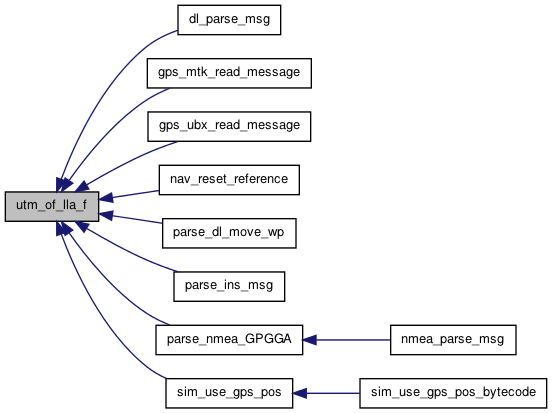 dl_parse_msg
gps_mtk_read_message
gps_ubx_read_message
nav_reset_reference
utm_of_lla_f
parse_dl_move_wp
parse_ins_msg
parse_nmea_GPGGA
nmea_parse_msg
sim_use_gps_pos
sim_use_gps_pos_bytecode